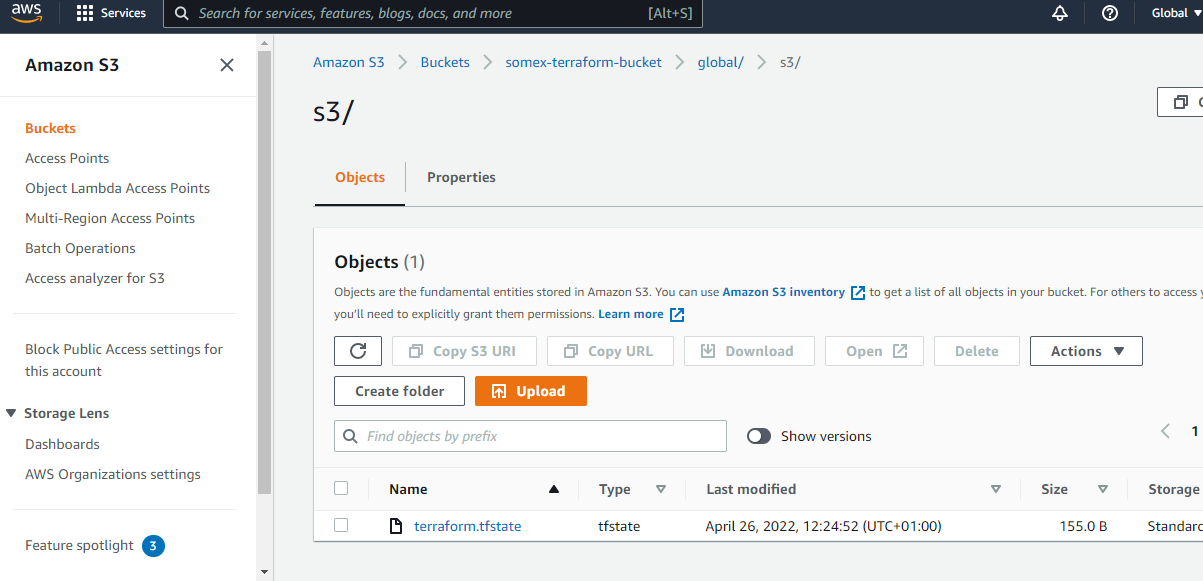 aws
Services
Search for services, features, blogs, docs, and more
[Alt+S]
Global
Amazon S3
Buckets
Access Points
Object Lambda Access Points
Multi-Region Access Points
Batch Operations
Access analyzer for S3
Block Public Access settings for
this account
Storage Lens
Dashboards
AWS Organizations settings
Feature spotlight 3
Amazon S3 Buckets somex-terraform-bucket global/ s3/
s3/
Objects Properties
Objects (1)
Objects are the fundamental entities stored in Amazon S3. You can use Amazon S3 inventory to get a list of all objects in your bucket. For others to access
you'll need to explicitly grant them permissions. Learn more
Copy S3 URI Copy URL Download Open Delete Actions
Create folder Upload
Find objects by prefix Show versions 1
Name Type Last modified Size Storage
terraform.tfstate tfstate April 26, 2022, 12:24:52 (UTC+01:00) 155.0 B Standard